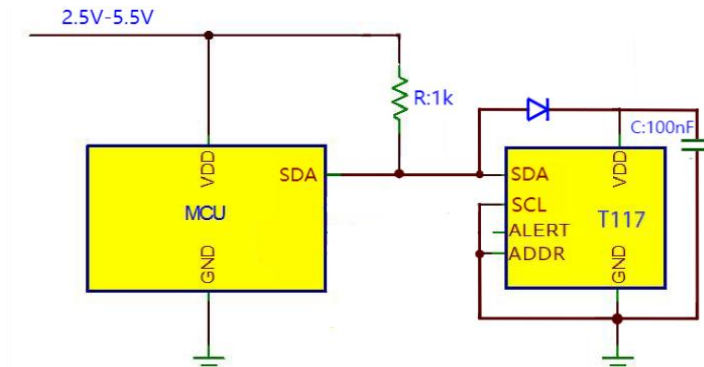 2.5V-5.5V
R:1k
C:100nF
VDD
SDA
MCU
GND
SDA
VDD
SCL
T117
ALERT
ADDR
GND